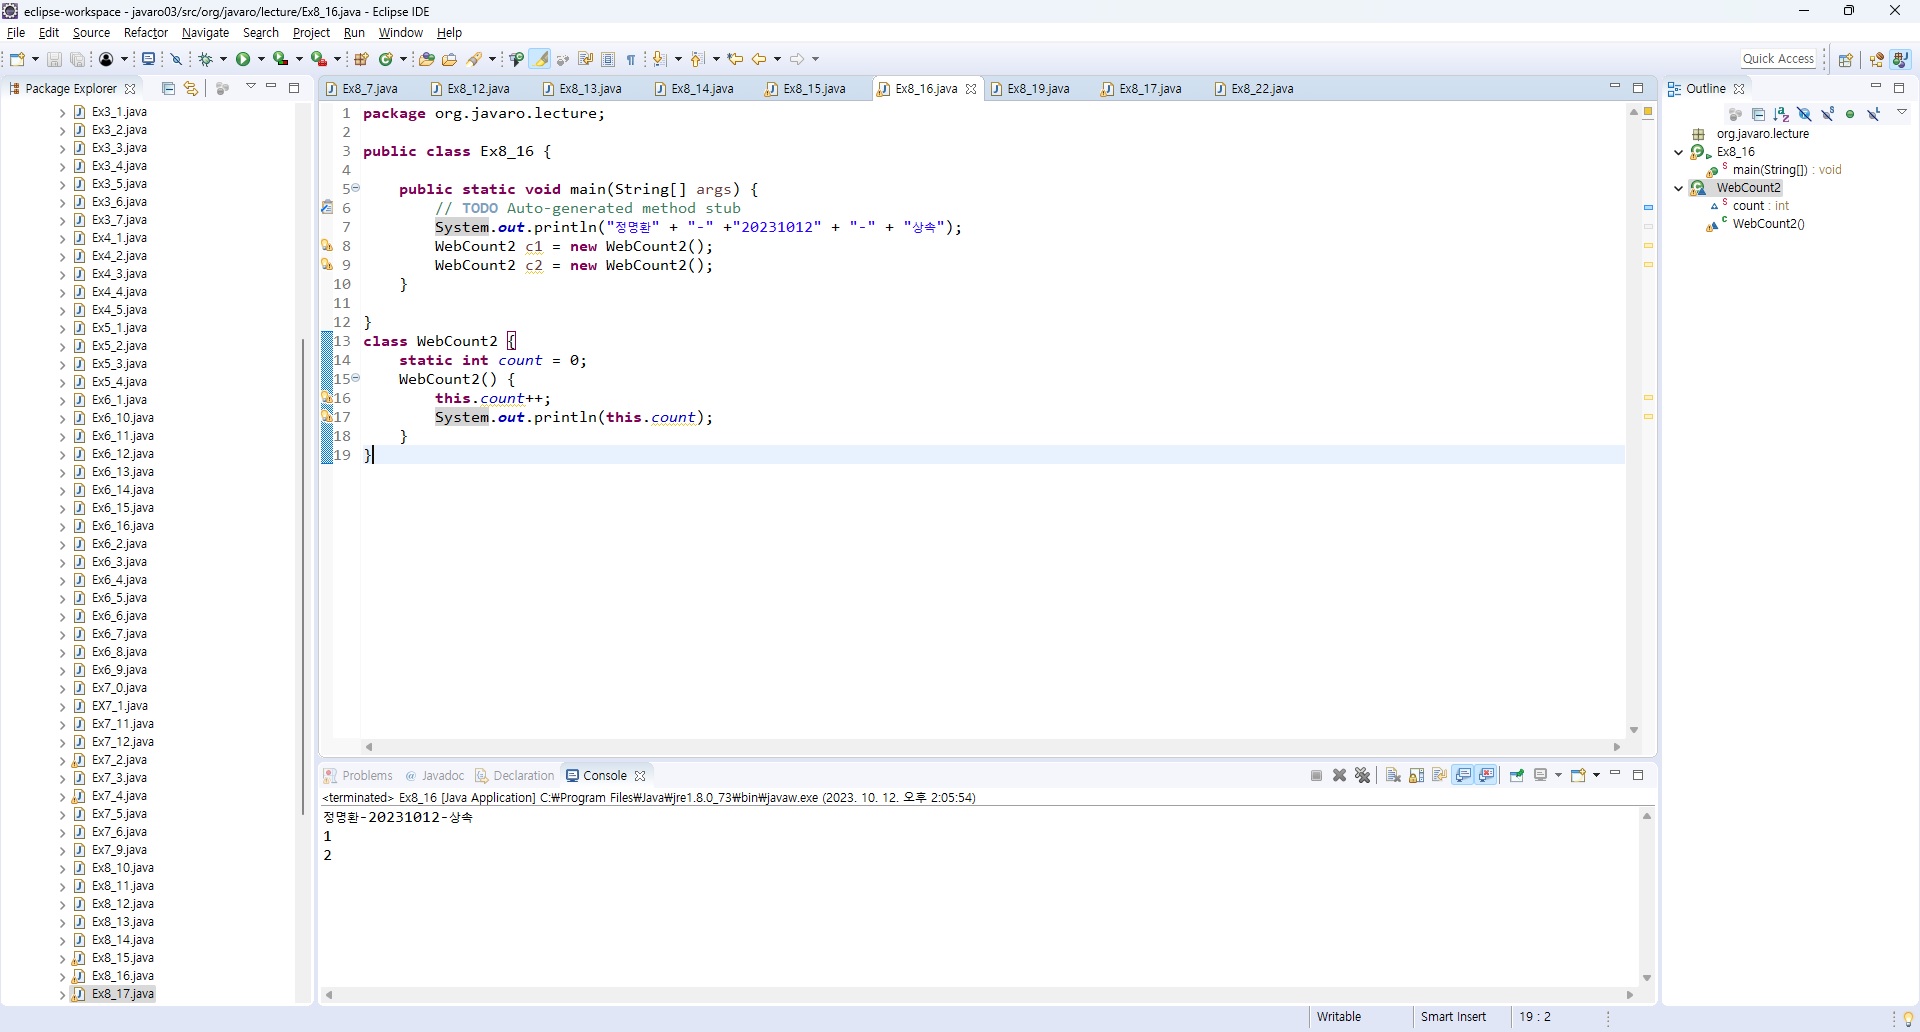 eclipse-workspace - javaro03/src/org/javaro/lecture/Ex8_16.java - Eclipse IDE
File Edit Source Refactor Navigate Search Project Run Window Help
Quick Access
Package Explorer
Ex3_1.java
Ex3_2.java
Ex3_3.java
Ex3_4.java
Ex3_5.java
Ex3_6.java
Ex3_7.java
Ex4_1.java
Ex4_2.java
Ex4_3.java
Ex4_4.java
Ex4_5.java
Ex5_1.java
Ex5_2.java
Ex5_3.java
Ex5_4.java
Ex6_1.java
Ex6_10.java
Ex6_11.java
Ex6_12.java
Ex6_13.java
Ex6_14.java
Ex6_15.java
Ex6_16.java
Ex6_2.java
Ex6_3.java
Ex6_4.java
Ex6_5.java
Ex6_6.java
Ex6_7.java
Ex6_8.java
Ex6_9.java
Ex7_0.java
EX7_1.java
Ex7_11.java
Ex7_12.java
Ex7_2.java
Ex7_3.java
Ex7_4.java
Ex7_5.java
Ex7_6.java
Ex7_9.java
Ex8_10.java
Ex8_11.java
Ex8_12.java
Ex8_13.java
Ex8_14.java
Ex8_15.java
Ex8_16.java
Ex8_17.java
Ex8_7.java Ex8_12.java Ex8_13.java Ex8_14.java Ex8_15.java Ex8_16.java Ex8_19.java Ex8_17.java Ex8_22.java
1 package org.javaro.lecture;
2
3 public class Ex8_16 {
4
5 public static void main(String[] args) {
6 // TODO Auto-generated method stub
7 System.out.println("정명환" + "-" +"20231012" + "-" + "상속");
8 WebCount2 c1 = new WebCount2();
9 WebCount2 c2 = new WebCount2();
10 }
11
12 }
13 class WebCount2 {
14 static int count = 0;
15 WebCount2() {
16 this.count++;
17 System.out.println(this.count);
18 }
19 }
Problems @ Javadoc Declaration Console
<terminated> Ex8_16 [Java Application] C:₩Program Files₩Java₩jre1.8.0_73₩bin₩javaw.exe (2023. 10. 12. 오후 2:05:54)
정명환-20231012-상속
1
2
Outline
org.javaro.lecture
Ex8_16
main(String[]) : void
WebCount2
count : int
WebCount2()
Writable Smart Insert 19 : 2